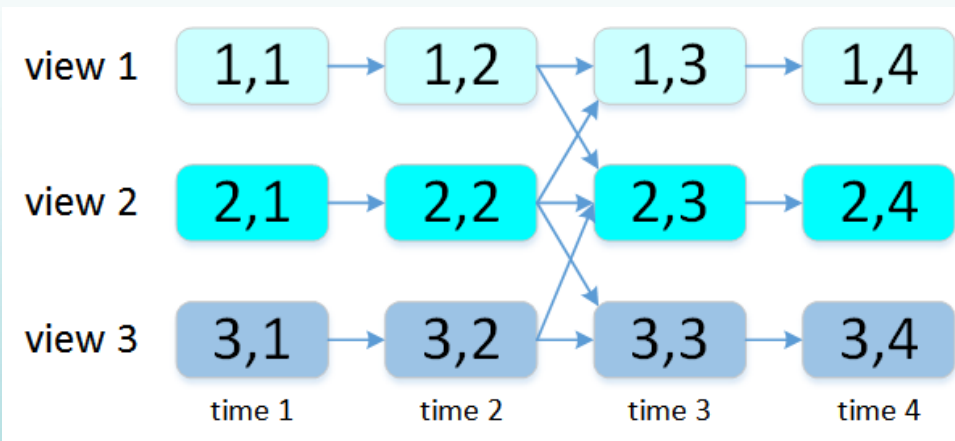 view 1 1,1 1,2 1,3 1,4
view 2 2,1 2,2 2,3 2,4
view 3 3,1 3,2 3,3 3,4
time 1 time 2 time 3 time 4